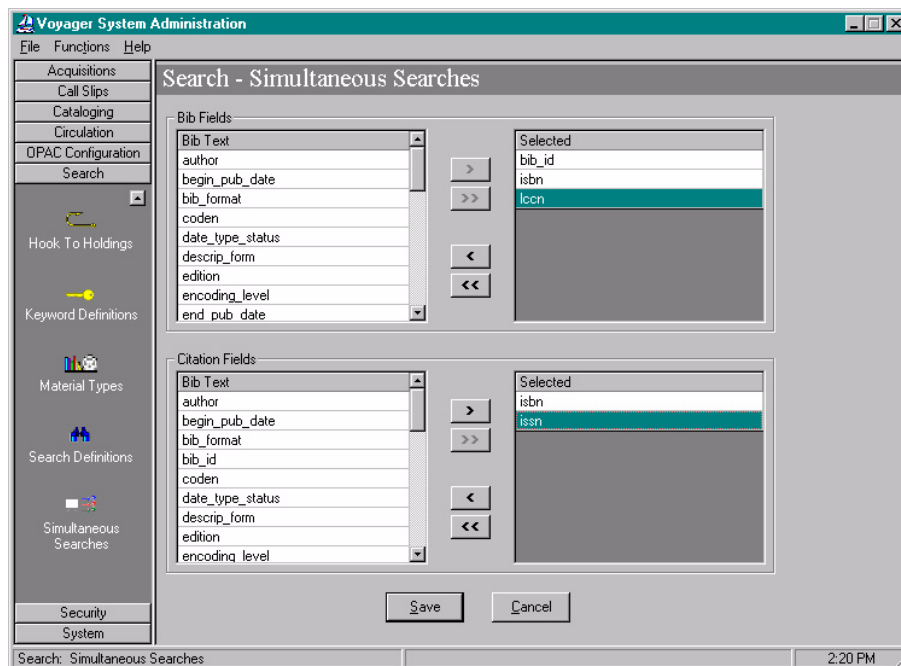 Voyager System Administration
File Functions Help
Acquisitions
Call Slips
Cataloging
Circulation
OPAC Configuration
Search
Hook To Holdings
Keyword Definitions
Material Types
Search Definitions
Simultaneous
Searches
Security
System
Search - Simultaneous Searches
Bib Fields
Bib Text
author
begin_pub_date
bib_format
coden
date_type_status
descrip_form
edition
encoding_level
end_pub_date
>
>>
<
<<
Selected
bib_id
isbn
lccn
Citation Fields
Bib Text
author
begin_pub_date
bib_format
bib_id
coden
date_type_status
descrip_form
edition
encoding_level
>
>>
<
<<
Selected
isbn
issn
Save Cancel
Search: Simultaneous Searches 2:20 PM